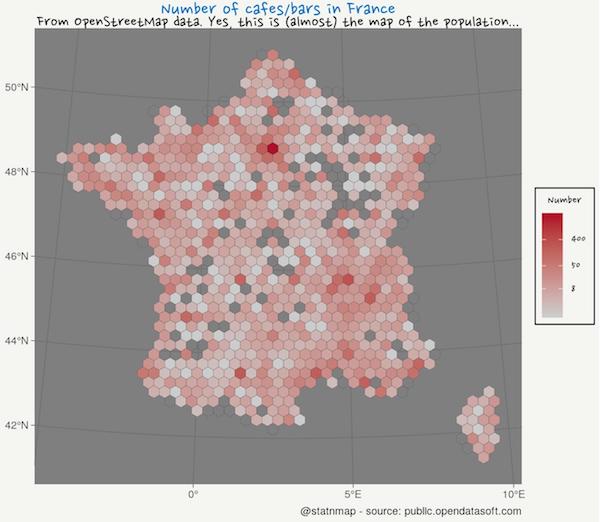 Number of cafes/bars in France
From OpenStreetMap data. Yes, this is (almost) the map of the population...
50°N
48°N
46°N
44°N
42°N
0°
5°E
10°E
Number
400
50
8
@statnmap - source: public.opendatasoft.com